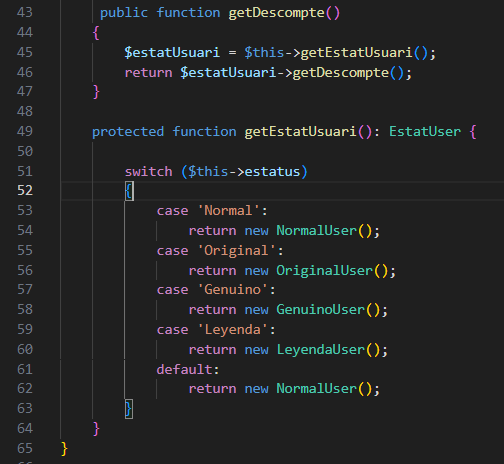 43 public function getDescompte()
44 {
45 $estatUsuari = $this->getEstatUsuari();
46 return $estatUsuari->getDescompte();
47 }
48
49 protected function getEstatUsuari(): EstatUser {
50
51 switch ($this->estatus)
52 {
53 case 'Normal':
54 return new NormalUser();
55 case 'Original':
56 return new OriginalUser();
57 case 'Genuino':
58 return new GenuinoUser();
59 case 'Leyenda':
60 return new LeyendaUser();
61 default:
62 return new NormalUser();
63 }
64 }
65 }